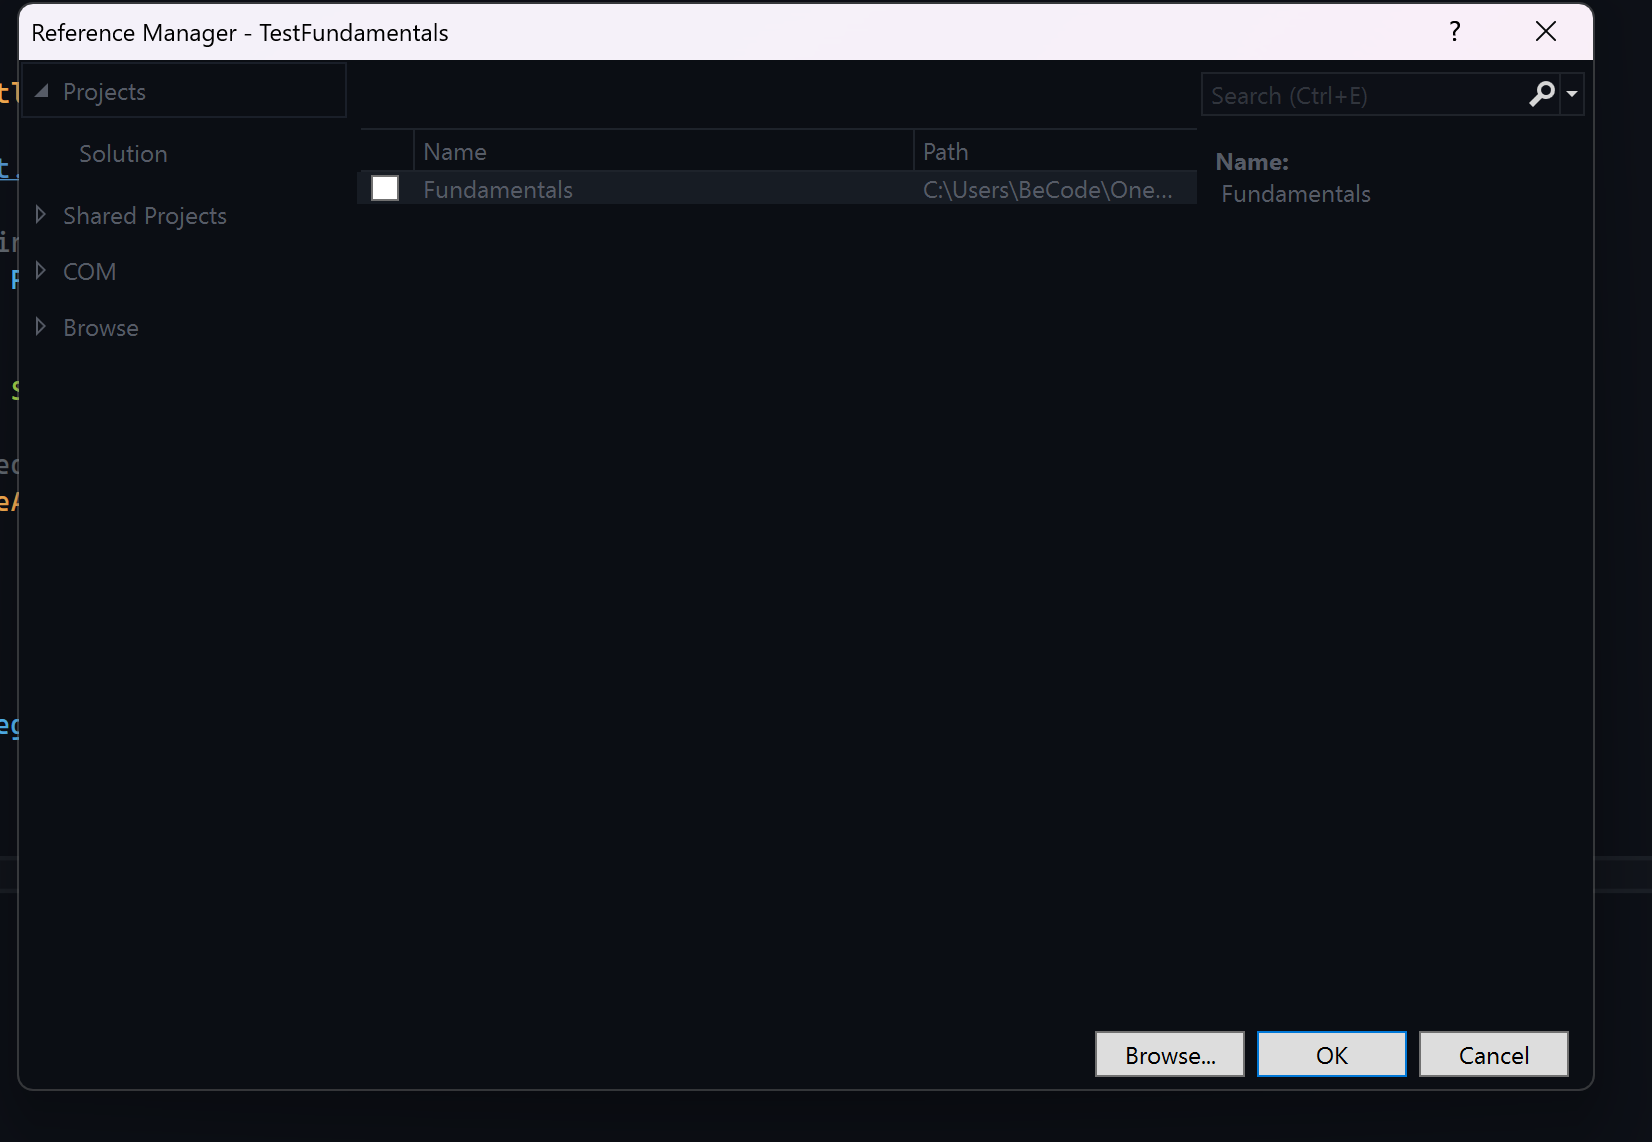 Reference Manager - TestFundamentals
?
Projects
Search (Ctrl+E)
Solution
Name
Path
Name:
Fundamentals
C:\Users\BeCode\One...
Fundamentals
Shared Projects
COM
Browse
Browse...
OK
Cancel